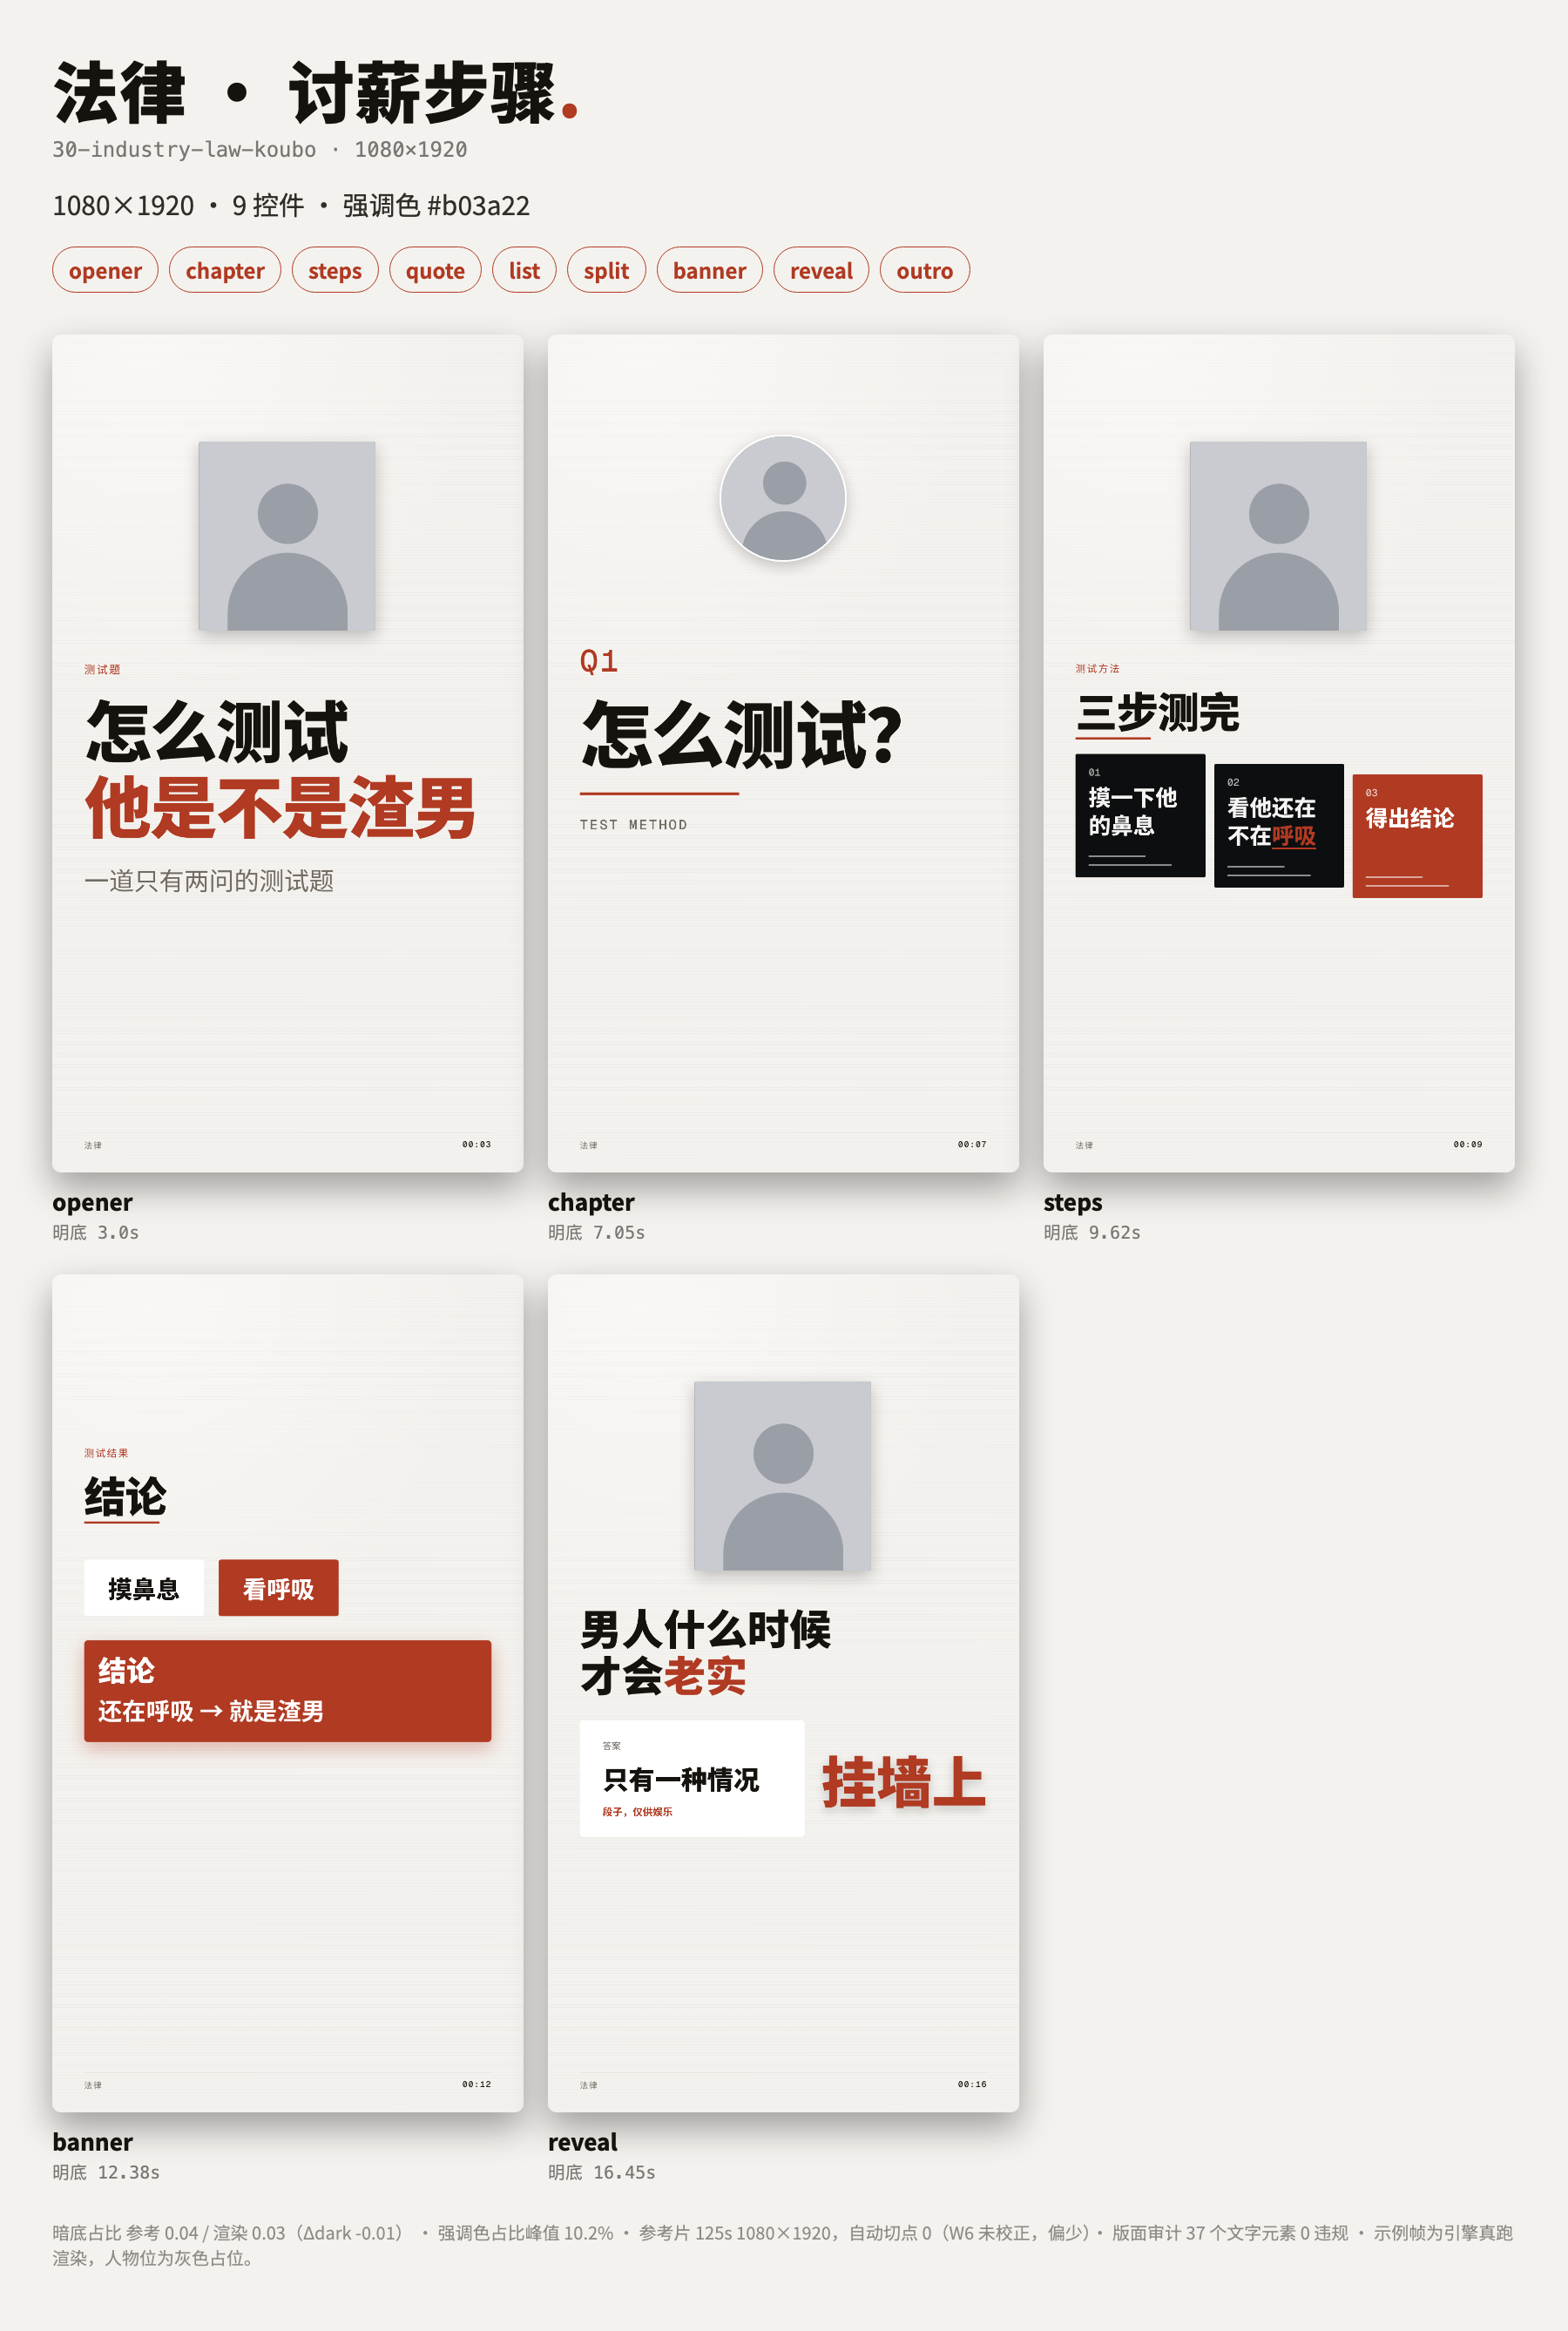 法律 · 讨薪步骤.
30-industry-law-koubo · 1080×1920
1080×1920 · 9 控件 · 强调色 #b03a22
opener
chapter
steps
quote
list
split
banner
reveal
outro
测试题
怎么测试
他是不是渣男
一道只有两问的测试题
法律
00:03
opener
明底 3.0s
Q1
怎么测试?
TEST METHOD
法律
00:07
chapter
明底 7.05s
测试方法
三步测完
01
摸一下他
的鼻息
02
看他还在
不在呼吸
03
得出结论
法律
00:09
steps
明底 9.62s
测试结果
结论
摸鼻息
看呼吸
结论
还在呼吸 → 就是渣男
法律
00:12
banner
明底 12.38s
男人什么时候
才会老实
答案
只有一种情况
段子，仅供娱乐
挂墙上
法律
00:16
reveal
明底 16.45s
暗底占比 参考 0.04 / 渲染 0.03（Δdark -0.01） · 强调色占比峰值 10.2% · 参考片 125s 1080×1920，自动切点 0（W6 未校正，偏少）· 版面审计 37 个文字元素 0 违规 · 示例帧为引擎真跑
渲染，人物位为灰色占位。